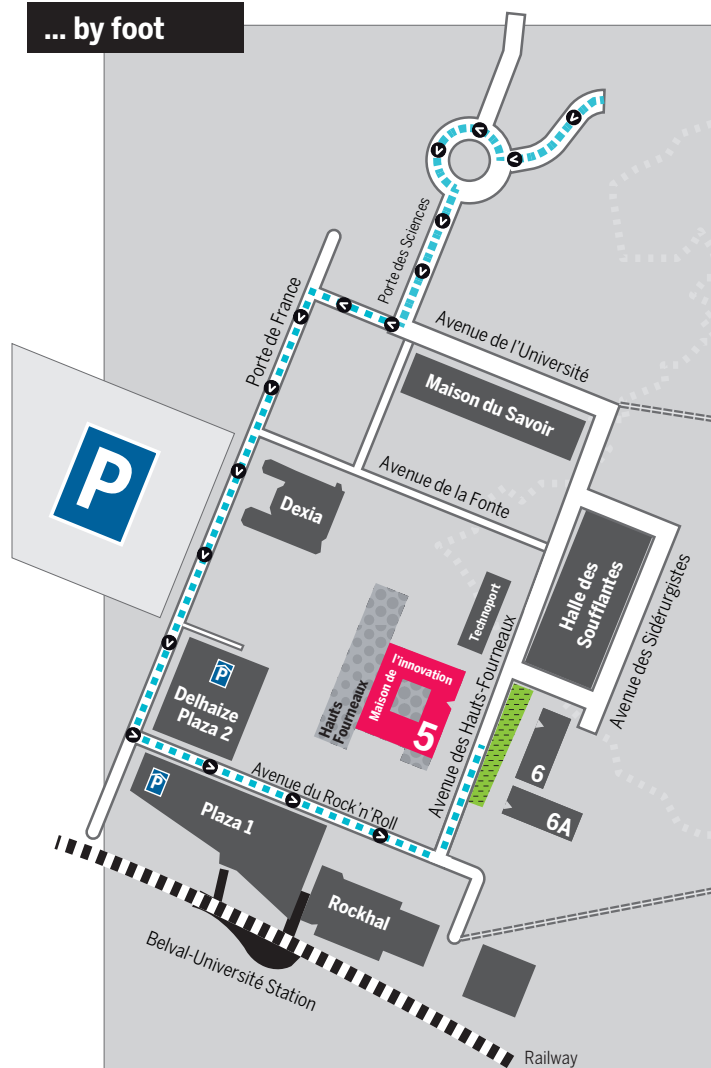 ... by foot
Porte des Sciences
Porte de France
Avenue de l'Université
Maison du Savoir
P
Avenue de la Fonte
Dexia
Halle des
Soufflantes
Technoport
Avenue des Sidérurgistes
l'innovation
Maison de
5
Hauts
Fourneaux
Avenue des Hauts-Fourneaux
P
Delhaize
Plaza 2
6
6A
Avenue du Rock'n'Roll
P
Plaza 1
Rockhal
Belval-Université Station
Railway